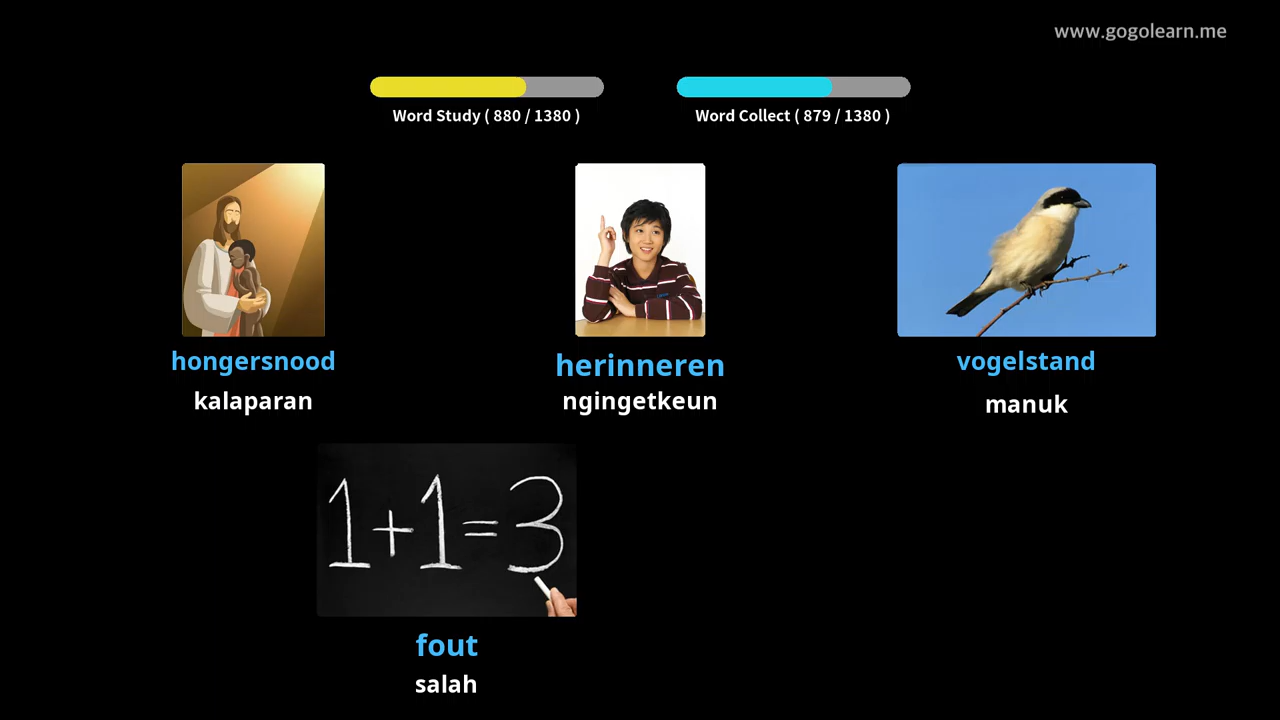 www.gogolearn.me
Word Study ( 880 / 1380 )
Word Collect ( 879 / 1380 )
hongersnood
kalaparan
herinneren
ngingetkeun
vogelstand
manuk
1+1=3
fout
salah